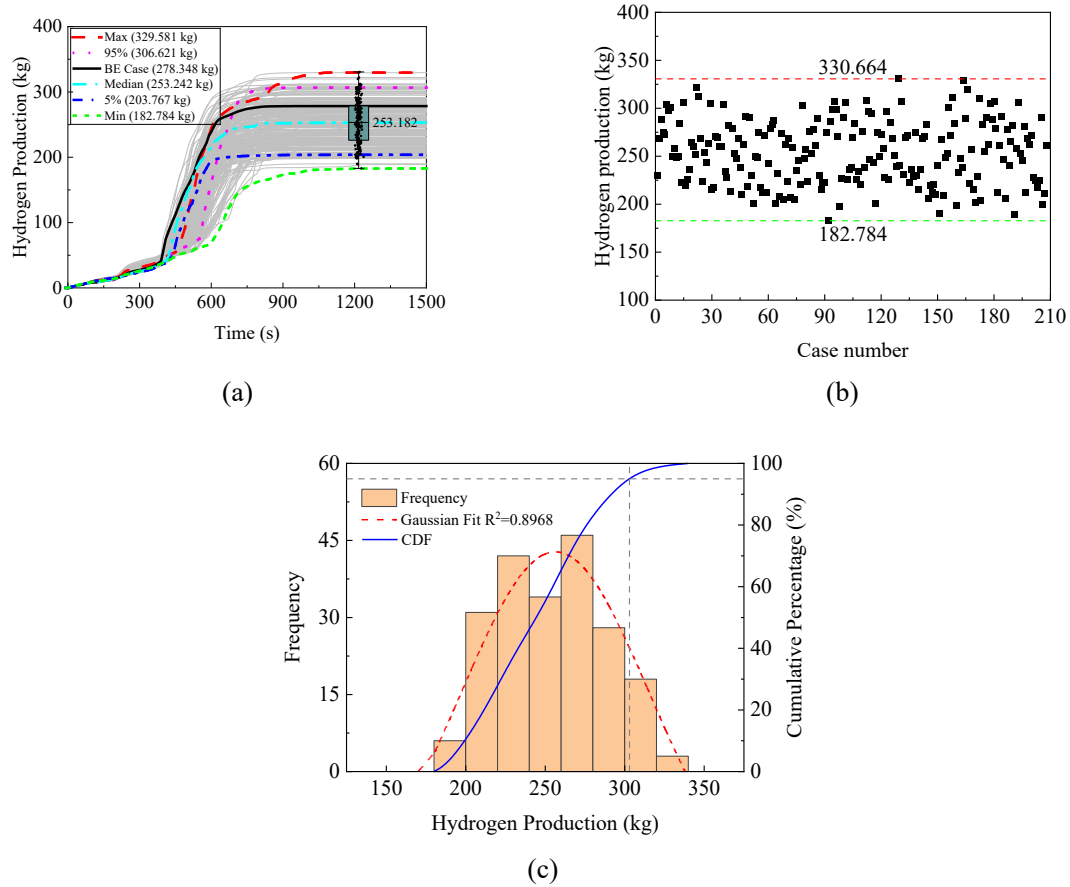 Hydrogen Production (kg)
400
300
200
100
0
Max (329.581 kg)
95% (306.621 kg)
BE Case (278.348 kg)
Median (253.242 kg)
5% (203.767 kg)
Min (182.784 kg)
253.182
0 300 600 900 1200 1500
Time (s)
(a)
Hydrogen production (kg)
400
350
300
250
200
150
100
330.664
182.784
0 30 60 90 120 150 180 210
Case number
(b)
Frequency
60
45
30
15
0
Frequency
Gaussian Fit R²=0.8968
CDF
100
80
60
40
20
0
Cumulative Percentage (%)
150 200 250 300 350
Hydrogen Production (kg)
(c)